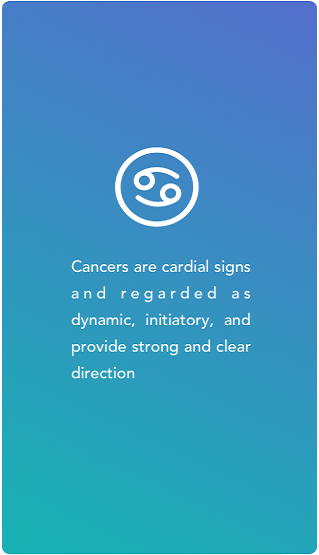 Cancers are cardial signs
and regarded as
dynamic, initiatory, and
provide strong and clear
direction